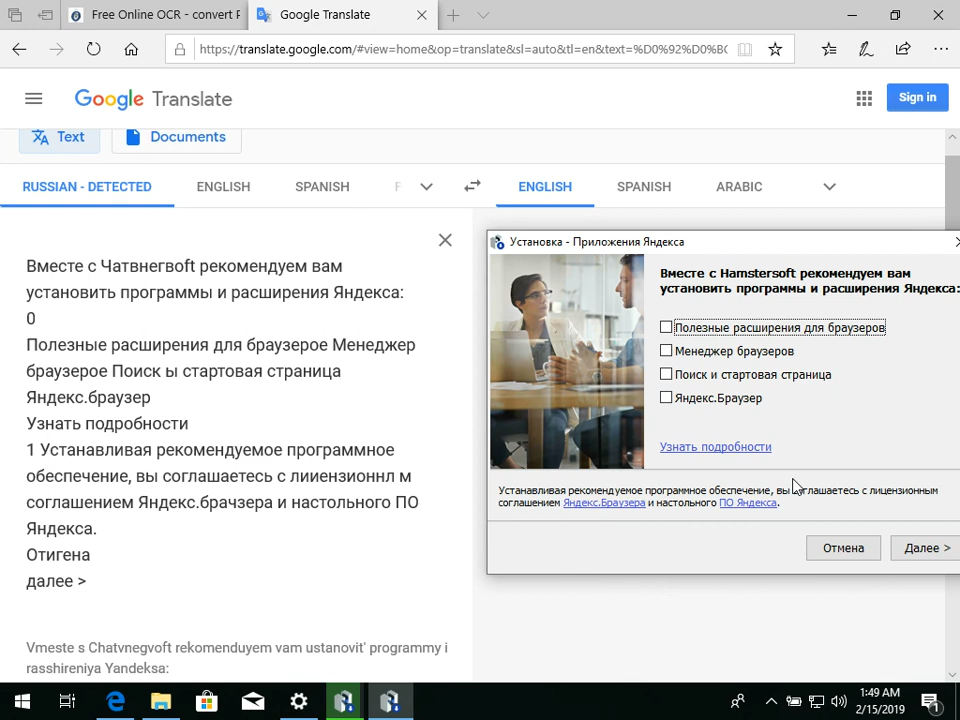 Free Online OCR - convert P
Google Translate
https://translate.google.com/#view=home&op=translate&sl=auto&tl=en&text=%D0%92%D0%BC
Google Translate
Sign in
Text
Documents
RUSSIAN - DETECTED
ENGLISH
SPANISH
ENGLISH
SPANISH
ARABIC
Вместе с Чатвнегвoft рекомендуем вам
установить программы и расширения Яндекса:
0
Полезные расширения для браузерое Менеджер
браузерое Поиск ы стартовая страница
Яндекс.браузер
Узнать подробности
1 Устанавливая рекомендуемое программное
обеспечение, вы соглашаетесь с лииензионнл м
соглашением Яндекс.брачзера и настольного ПО
Яндекса.
Отигена
далее >
Vmeste s Chatvnegvoft rekomenduyem vam ustanovit' programmy i
rasshireniya Yandeksa:
Установка - Приложения Яндекса
Вместе с Hamstersoft рекомендуем вам
установить программы и расширения Яндекса:
Полезные расширения для браузеров
Менеджер браузеров
Поиск и стартовая страница
Яндекс.Браузер
Узнать подробности
Устанавливая рекомендуемое программное обеспечение, вы соглашаетесь с лицензионным
соглашением Яндекс.Браузера и настольного ПО Яндекса.
Отмена
Далее >
1:49 AM
2/15/2019
1